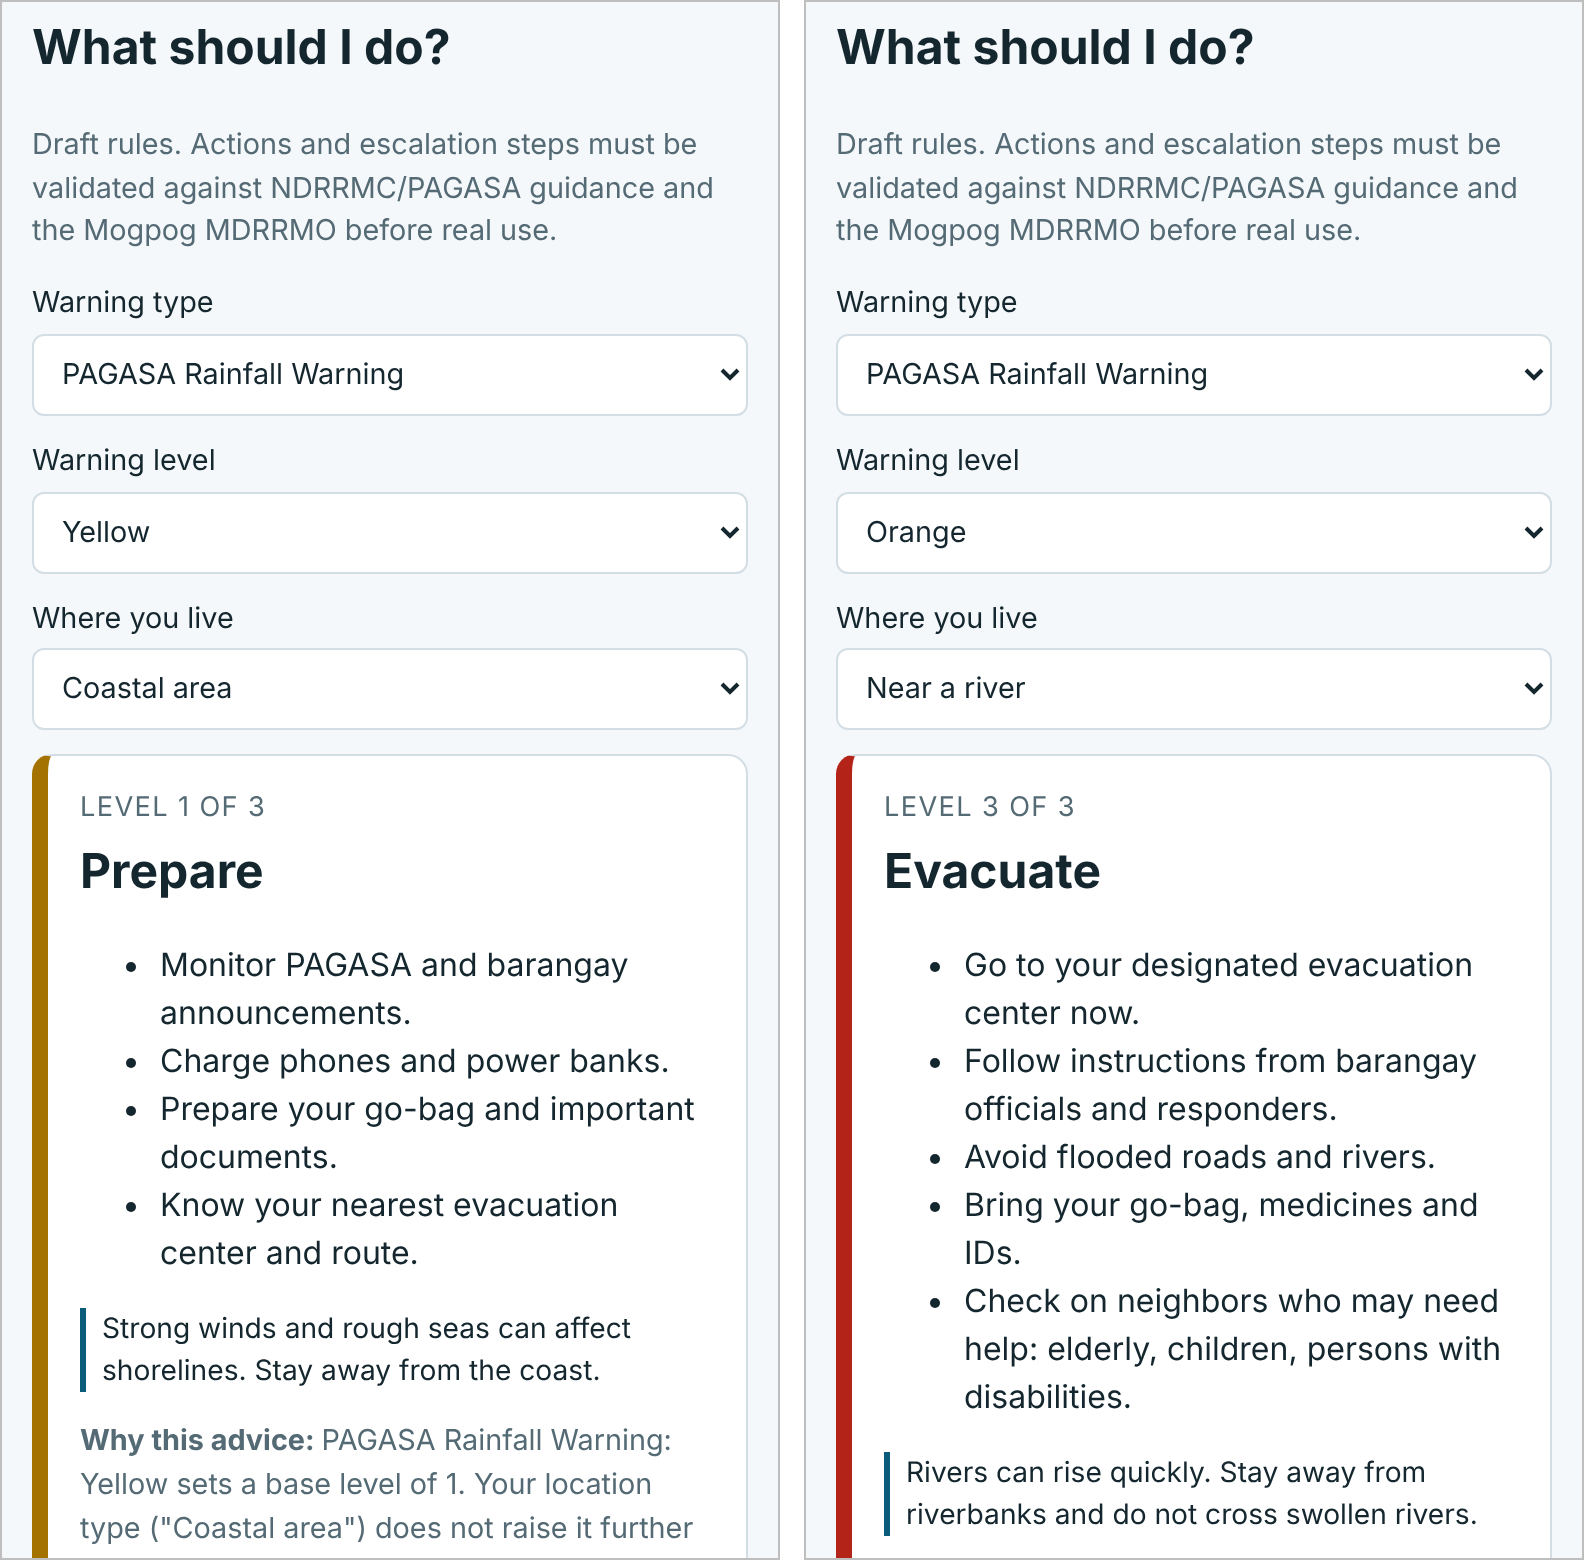 What should I do?
Draft rules. Actions and escalation steps must be
validated against NDRRMC/PAGASA guidance and
the Mogpog MDRRMO before real use.
Warning type
PAGASA Rainfall Warning
Warning level
Yellow
Where you live
Coastal area
LEVEL 1 OF 3
Prepare
• Monitor PAGASA and barangay
announcements.
• Charge phones and power banks.
• Prepare your go-bag and important
documents.
• Know your nearest evacuation
center and route.
Strong winds and rough seas can affect
shorelines. Stay away from the coast.
Why this advice: PAGASA Rainfall Warning:
Yellow sets a base level of 1. Your location
type ("Coastal area") does not raise it further
What should I do?
Draft rules. Actions and escalation steps must be
validated against NDRRMC/PAGASA guidance and
the Mogpog MDRRMO before real use.
Warning type
PAGASA Rainfall Warning
Warning level
Orange
Where you live
Near a river
LEVEL 3 OF 3
Evacuate
• Go to your designated evacuation
center now.
• Follow instructions from barangay
officials and responders.
• Avoid flooded roads and rivers.
• Bring your go-bag, medicines and
IDs.
• Check on neighbors who may need
help: elderly, children, persons with
disabilities.
Rivers can rise quickly. Stay away from
riverbanks and do not cross swollen rivers.